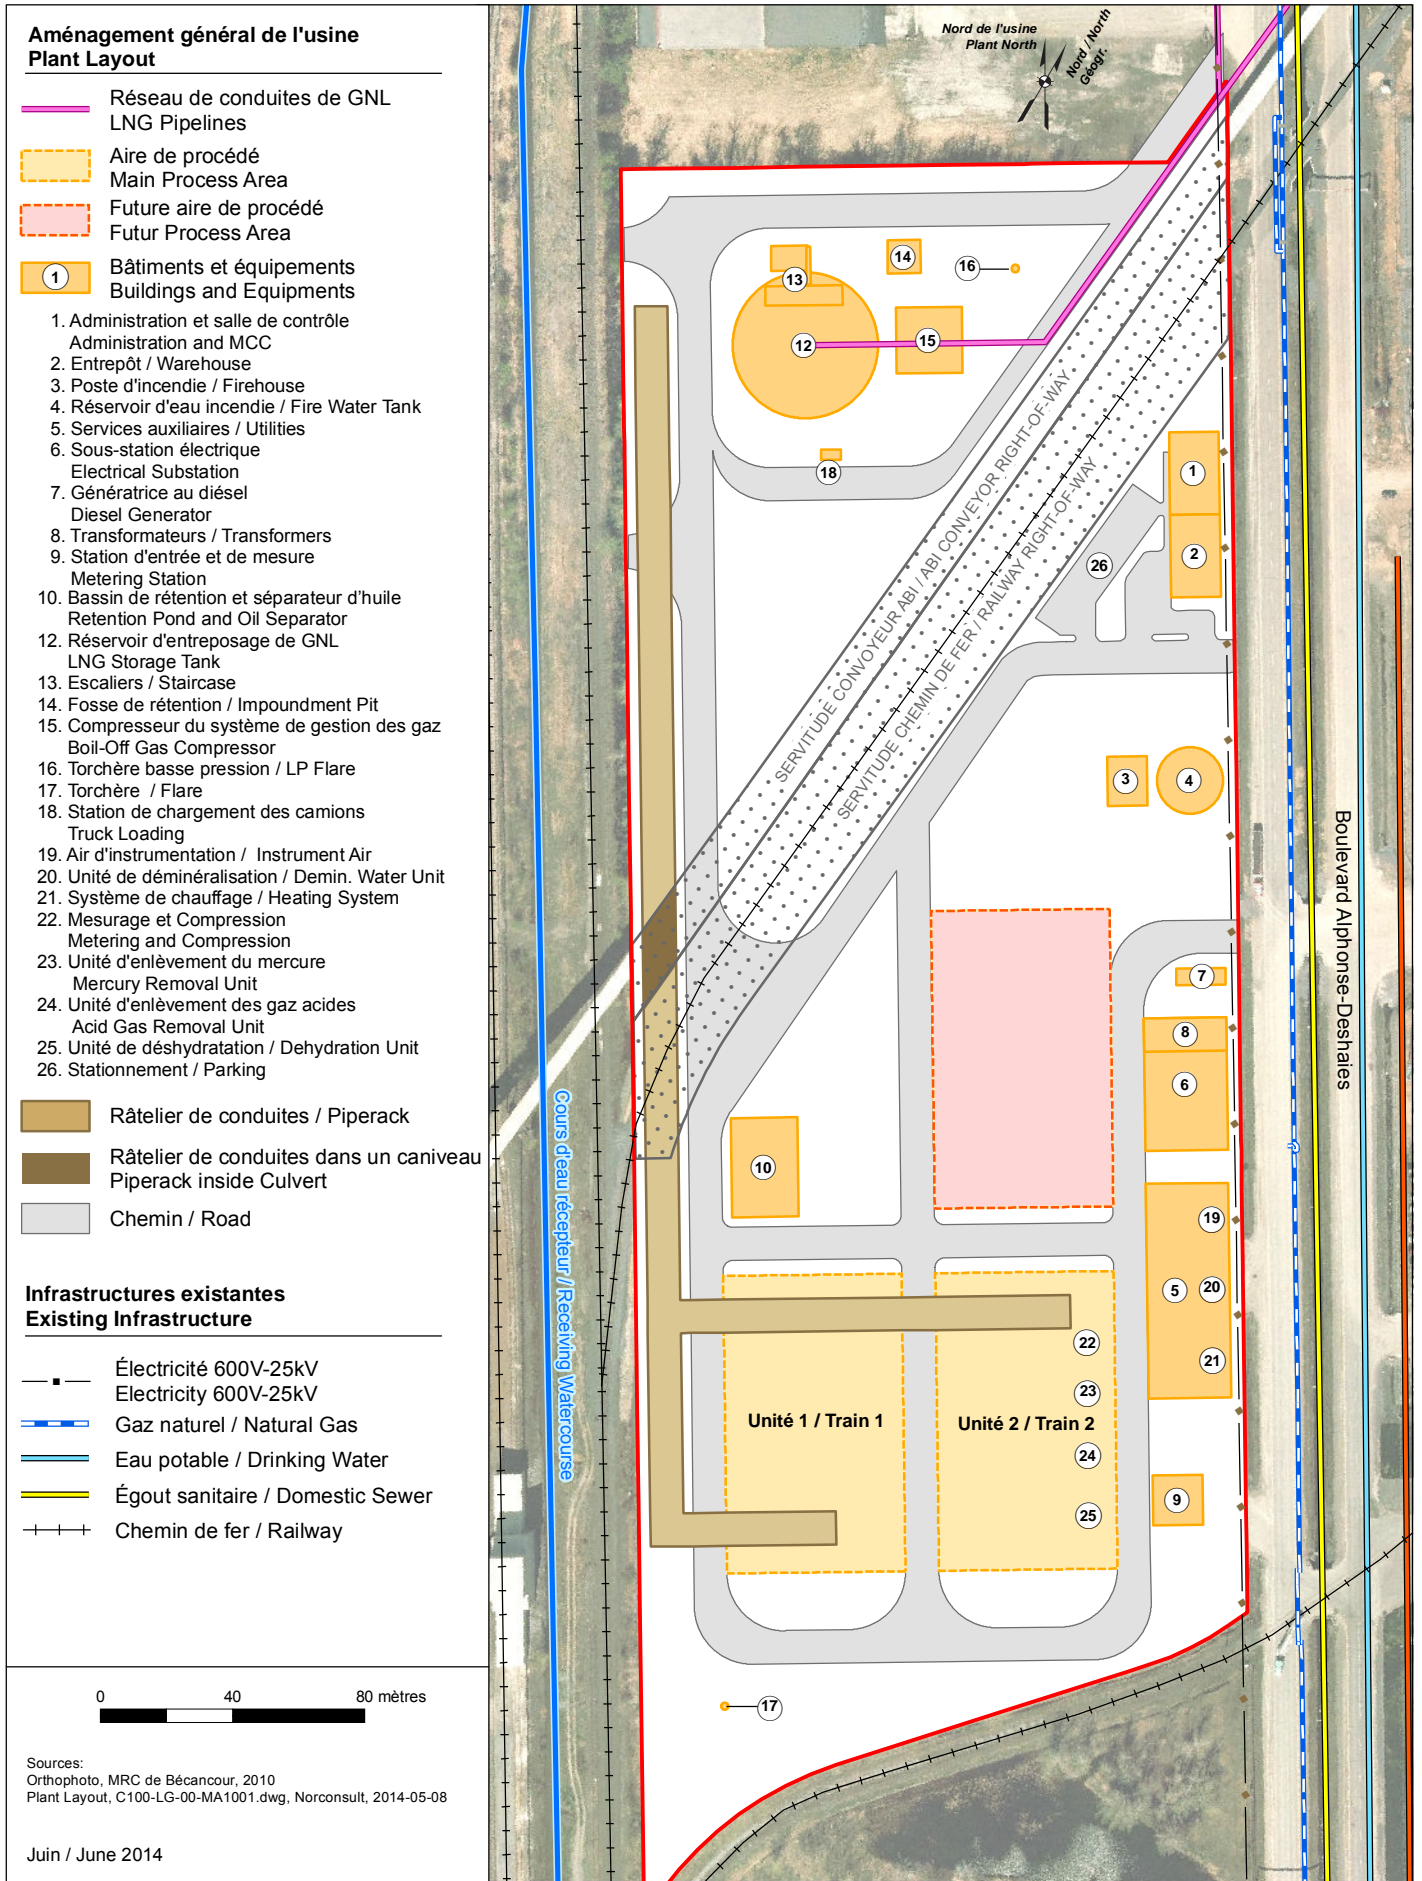 Aménagement général de l'usine
Plant Layout
Réseau de conduites de GNL
LNG Pipelines
Aire de procédé
Main Process Area
Future aire de procédé
Futur Process Area
1
Bâtiments et équipements
Buildings and Equipments
1. Administration et salle de contrôle
Administration and MCC
2. Entrepôt / Warehouse
3. Poste d'incendie / Firehouse
4. Réservoir d'eau incendie / Fire Water Tank
5. Services auxiliaires / Utilities
6. Sous-station électrique
Electrical Substation
7. Génératrice au diésel
Diesel Generator
8. Transformateurs / Transformers
9. Station d'entrée et de mesure
Metering Station
10. Bassin de rétention et séparateur d'huile
Retention Pond and Oil Separator
12. Réservoir d'entreposage de GNL
LNG Storage Tank
13. Escaliers / Staircase
14. Fosse de rétention / Impoundment Pit
15. Compresseur du système de gestion des gaz
Boil-Off Gas Compressor
16. Torchère basse pression / LP Flare
17. Torchère / Flare
18. Station de chargement des camions
Truck Loading
19. Air d'instrumentation / Instrument Air
20. Unité de déminéralisation / Demin. Water Unit
21. Système de chauffage / Heating System
22. Mesurage et Compression
Metering and Compression
23. Unité d'enlèvement du mercure
Mercury Removal Unit
24. Unité d'enlèvement des gaz acides
Acid Gas Removal Unit
25. Unité de déshydratation / Dehydration Unit
26. Stationnement / Parking
Râtelier de conduites / Piperack
Râtelier de conduites dans un caniveau
Piperack inside Culvert
Chemin / Road
Infrastructures existantes
Existing Infrastructure
Électricité 600V-25kV
Electricity 600V-25kV
Gaz naturel / Natural Gas
Eau potable / Drinking Water
Égout sanitaire / Domestic Sewer
Chemin de fer / Railway
0 40 80 mètres
Sources:
Orthophoto, MRC de Bécancour, 2010
Plant Layout, C100-LG-00-MA1001.dwg, Norconsult, 2014-05-08
Juin / June 2014
Nord de l'usine
Plant North
Nord / North
Géogr.
14
16
13
12
15
18
1
2
26
SERVITUDE CONVOYEUR ABI / ABI CONVEYOR RIGHT-OF-WAY
SERVITUDE CHEMIN DE FER / RAILWAY RIGHT-OF-WAY
3
4
Boulevard Alphonse-Deshaies
7
8
6
10
Cours d'eau récepteur / Receiving Watercourse
19
5
20
21
22
23
Unité 1 / Train 1
Unité 2 / Train 2
24
25
9
17